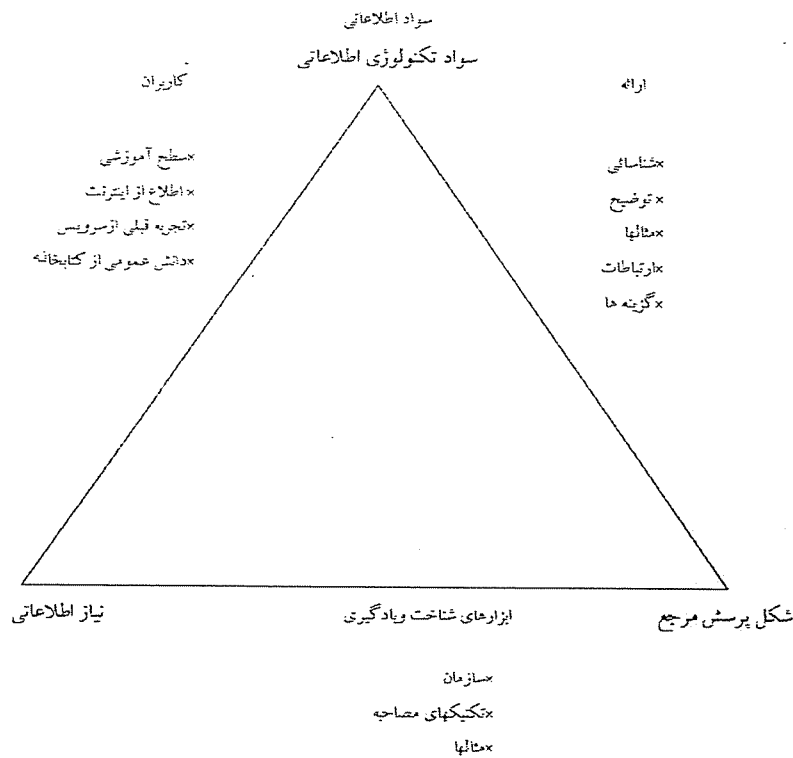 سواد اطلاعاتی
سواد تکنولوژی اطلاعاتی
ارائه
×شناسائی
× توضیح
×مثالها
×ارتباطات
×گزینه ها
کاربران
×سطح آموزشی
× اطلاع از اینترنت
×تجربه قبلی ازسرویس
×دانش عمومی از کتابخانه
شکل پرسش مرجع
ابزارهای شناخت ویادگیری
نیاز اطلاعاتی
×سازمان
×تکنیکهای مصاحبه
×مثالها